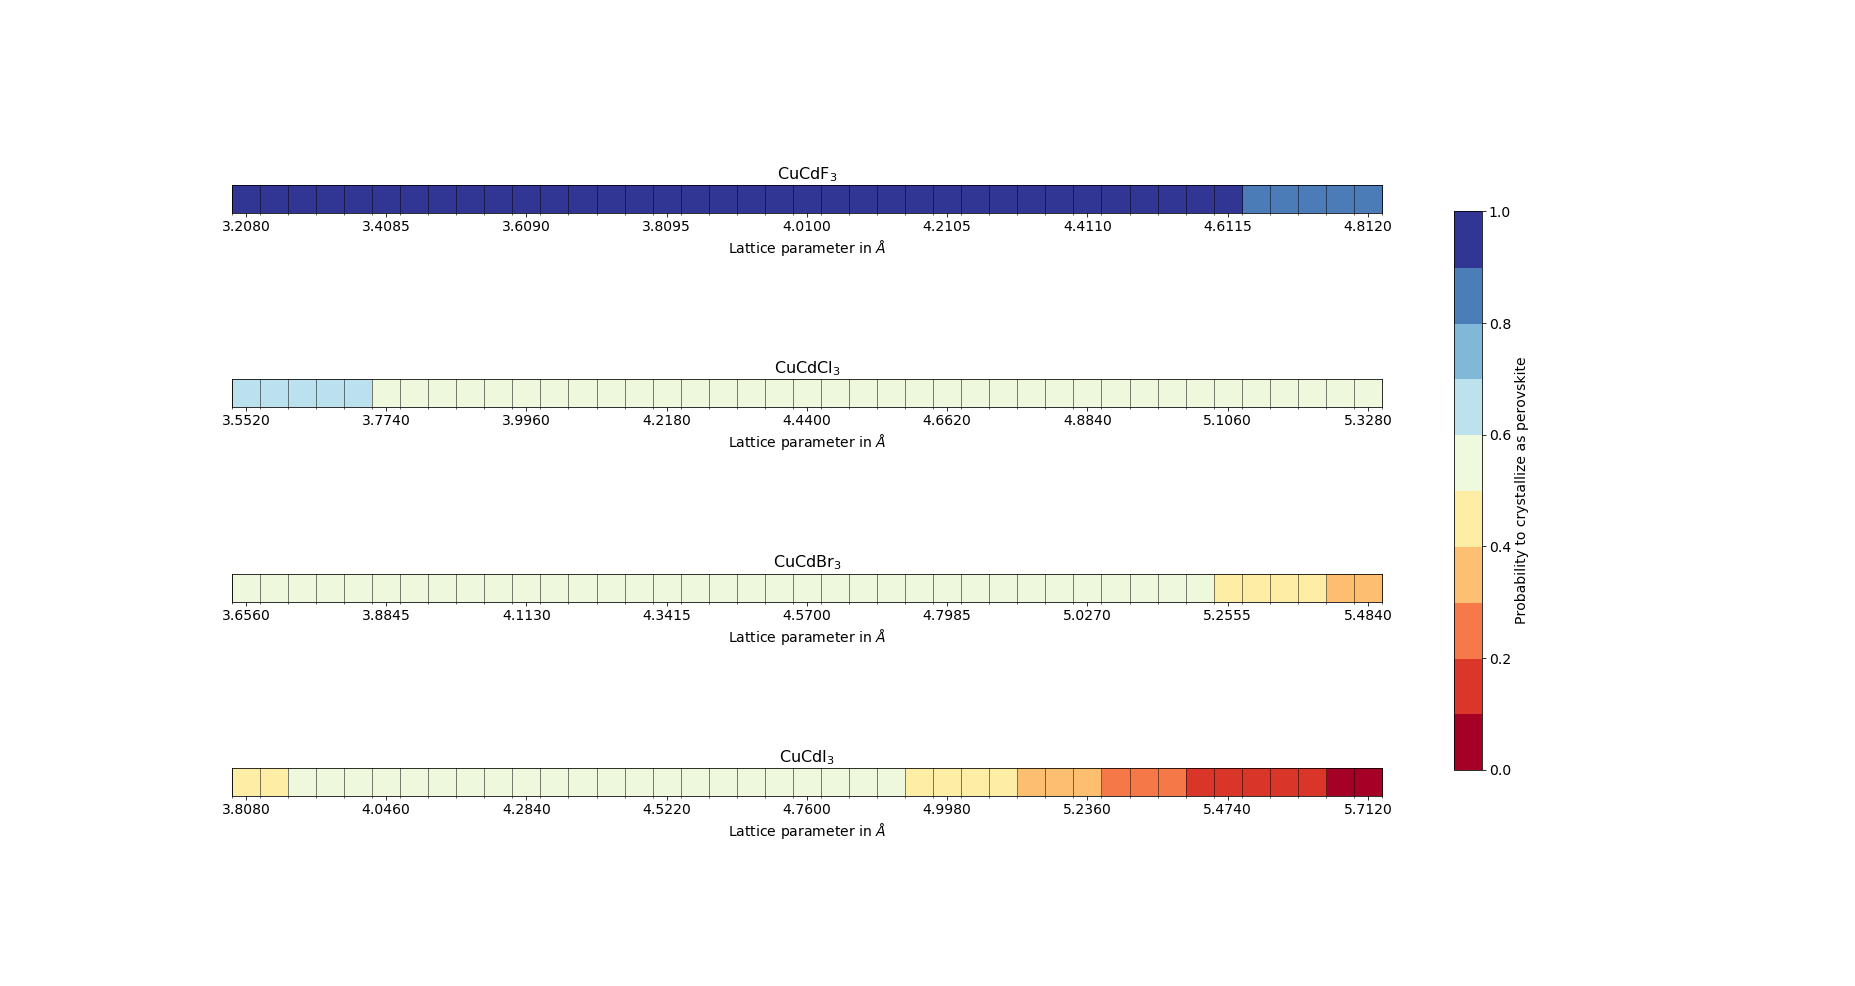 CuCdF₃
3.2080 3.4085 3.6090 3.8095 4.0100 4.2105 4.4110 4.6115 4.8120
Lattice parameter in Å
CuCdCl₃
3.5520 3.7740 3.9960 4.2180 4.4400 4.6620 4.8840 5.1060 5.3280
Lattice parameter in Å
CuCdBr₃
3.6560 3.8845 4.1130 4.3415 4.5700 4.7985 5.0270 5.2555 5.4840
Lattice parameter in Å
CuCdI₃
3.8080 4.0460 4.2840 4.5220 4.7600 4.9980 5.2360 5.4740 5.7120
Lattice parameter in Å
1.0
0.8
0.6
0.4
0.2
0.0
Probability to crystallize as perovskite